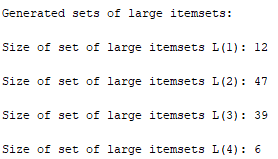 Generated sets of large itemsets:
Size of set of large itemsets L(1): 12
Size of set of large itemsets L(2): 47
Size of set of large itemsets L(3): 39
Size of set of large itemsets L(4): 6